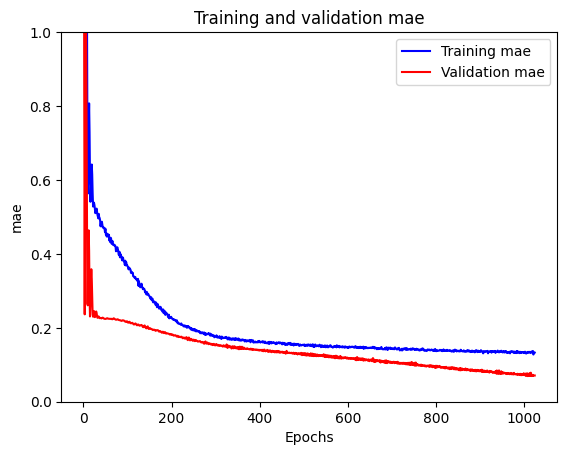 Training and validation mae
1.0
0.8
0.6
0.4
0.2
0.0
mae
Training mae
Validation mae
0 200 400 600 800 1000
Epochs